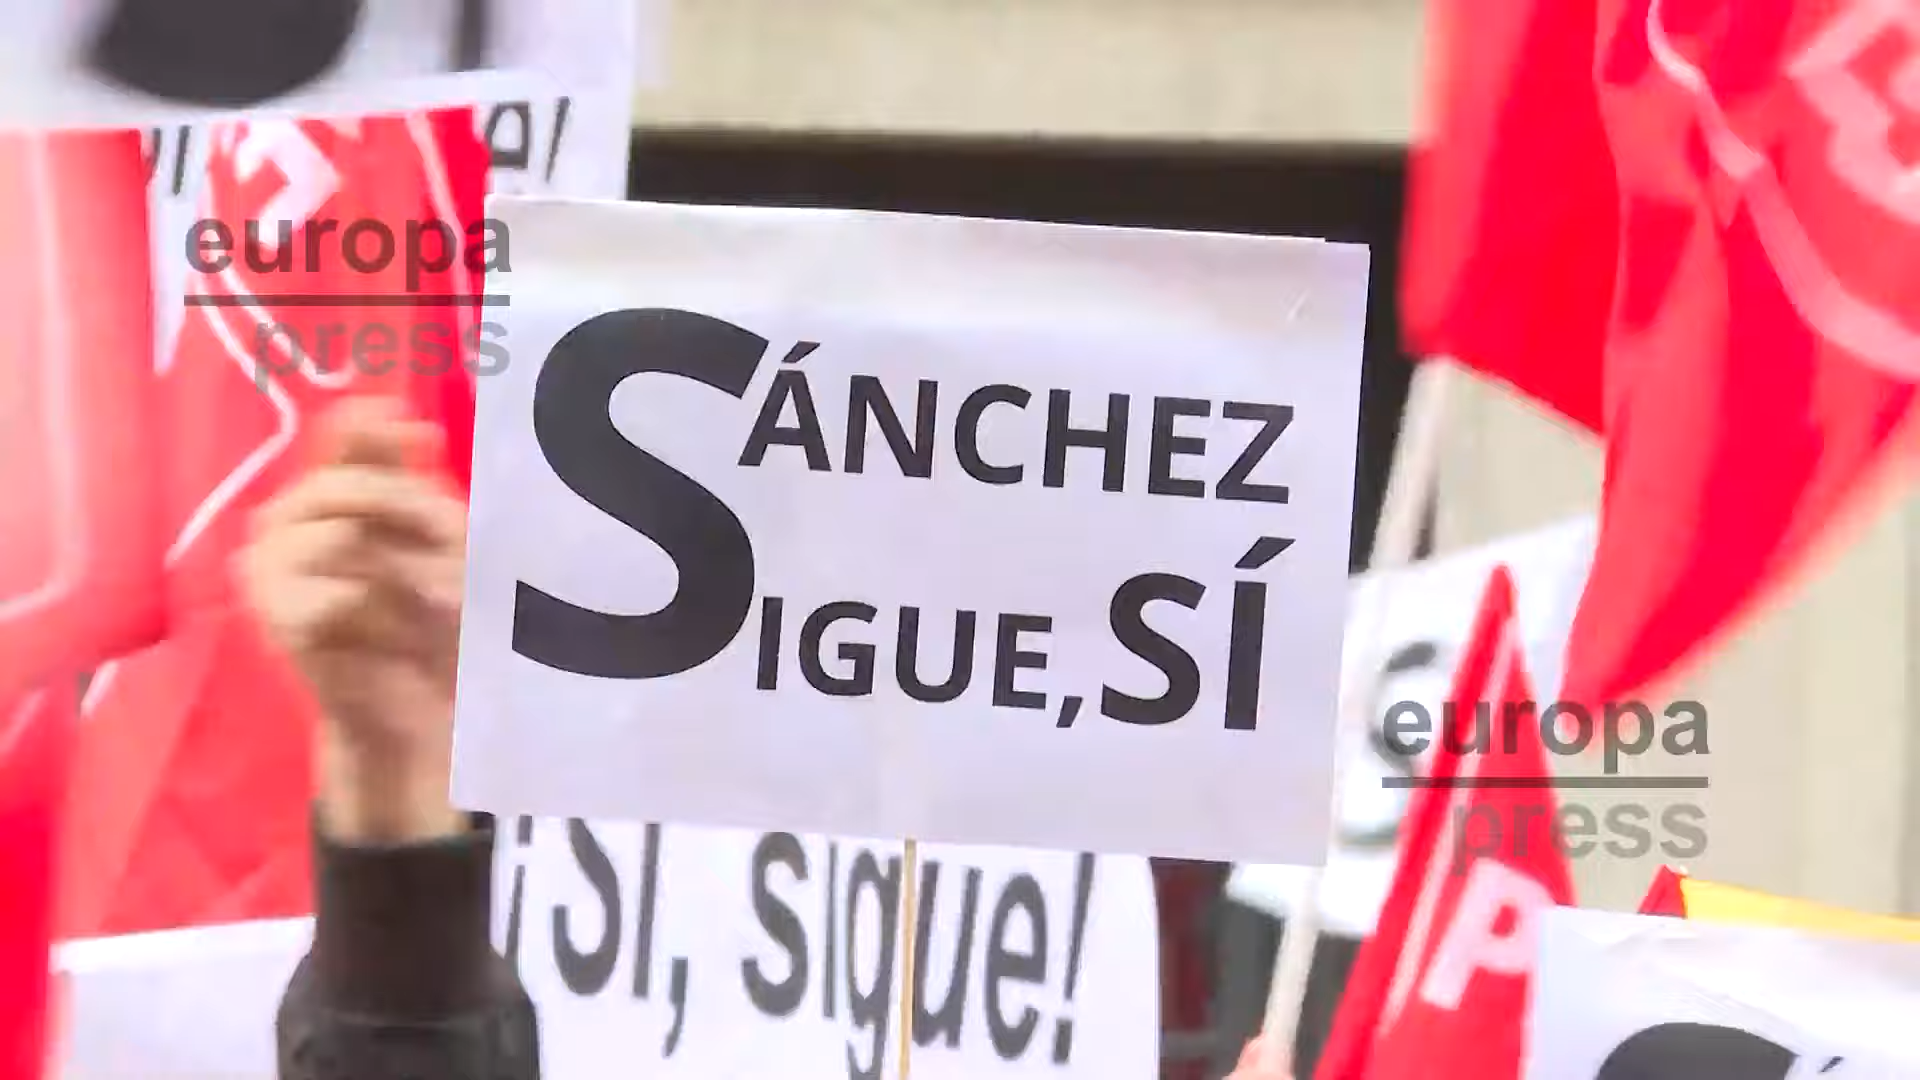 europa
press
SÁNCHEZ
SIGUE, SÍ
europa
press
¡Sí, sigue!
P